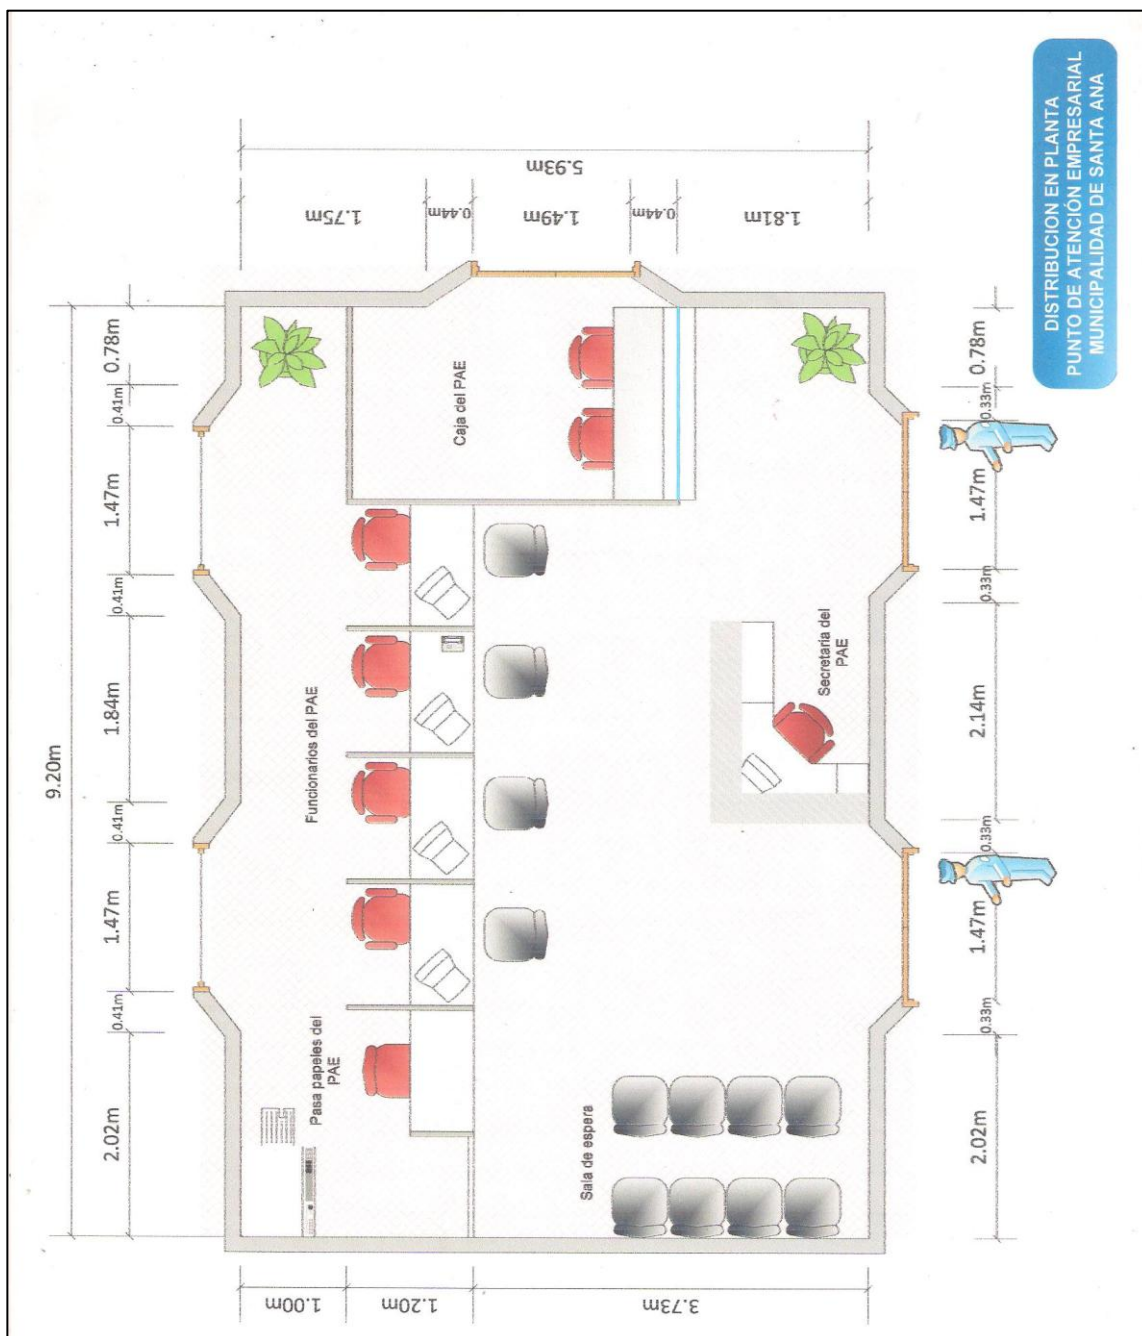 DISTRIBUCION EN PLANTA
PUNTO DE ATENCIÓN EMPRESARIAL
MUNICIPALIDAD DE SANTA ANA
5.93m
1.75m
0.44m
1.49m
0.44m
1.81m
9.20m
0.78m
0.41m
1.47m
0.41m
1.84m
0.41m
1.47m
0.41m
2.02m
Caja del PAE
Funcionarios del PAE
Pasa papeles del
PAE
Secretaria del
PAE
Sala de espera
0.78m
0.33m
1.47m
0.33m
2.14m
0.33m
1.47m
0.33m
2.02m
1.00m
1.20m
3.73m